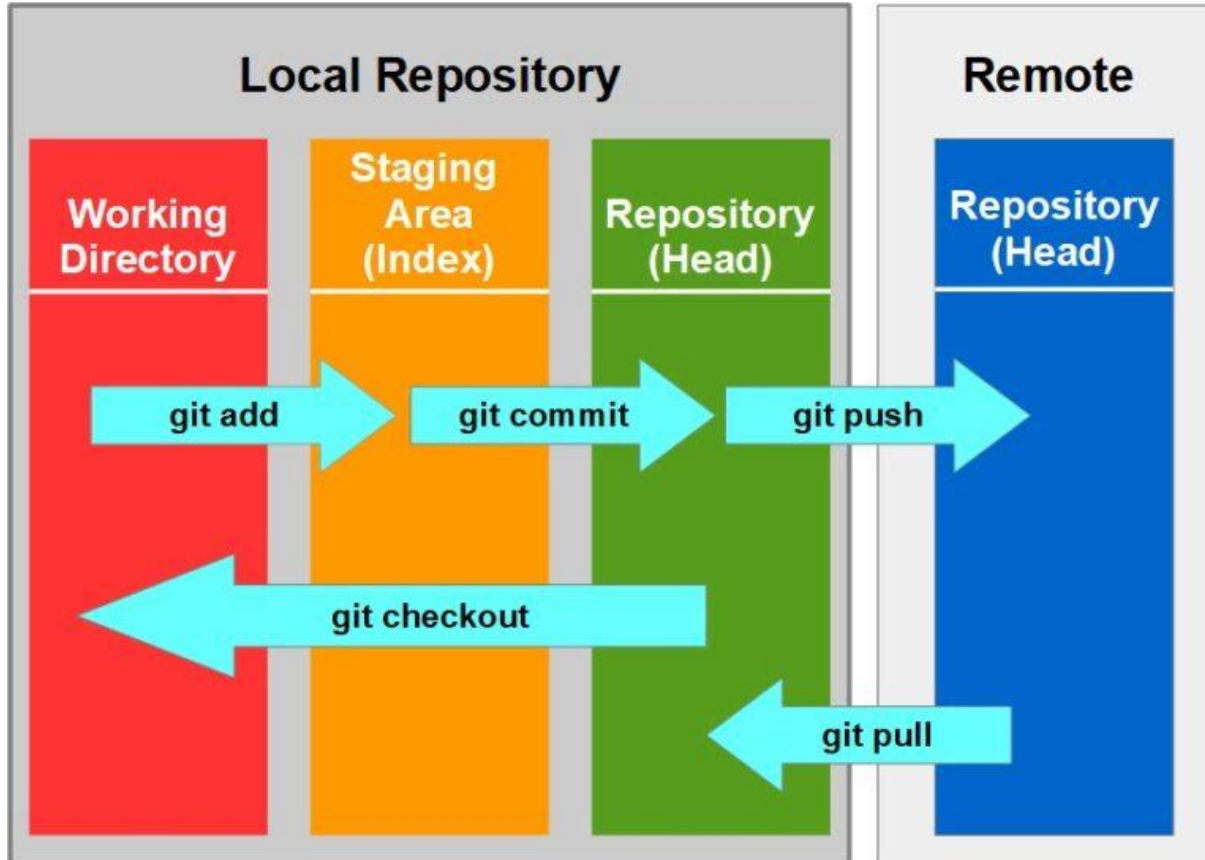 Local Repository
Remote
Working
Directory
Staging
Area
(Index)
Repository
(Head)
Repository
(Head)
git add
git commit
git push
git checkout
git pull